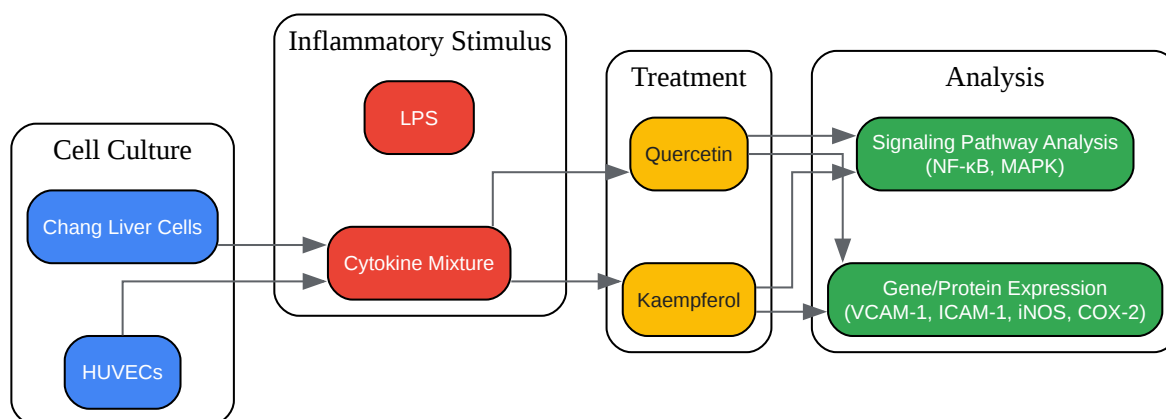 Cell Culture
Chang Liver Cells
HUVECs
Inflammatory Stimulus
LPS
Cytokine Mixture
Treatment
Quercetin
Kaempferol
Analysis
Signaling Pathway Analysis
(NF-κB, MAPK)
Gene/Protein Expression
(VCAM-1, ICAM-1, iNOS, COX-2)